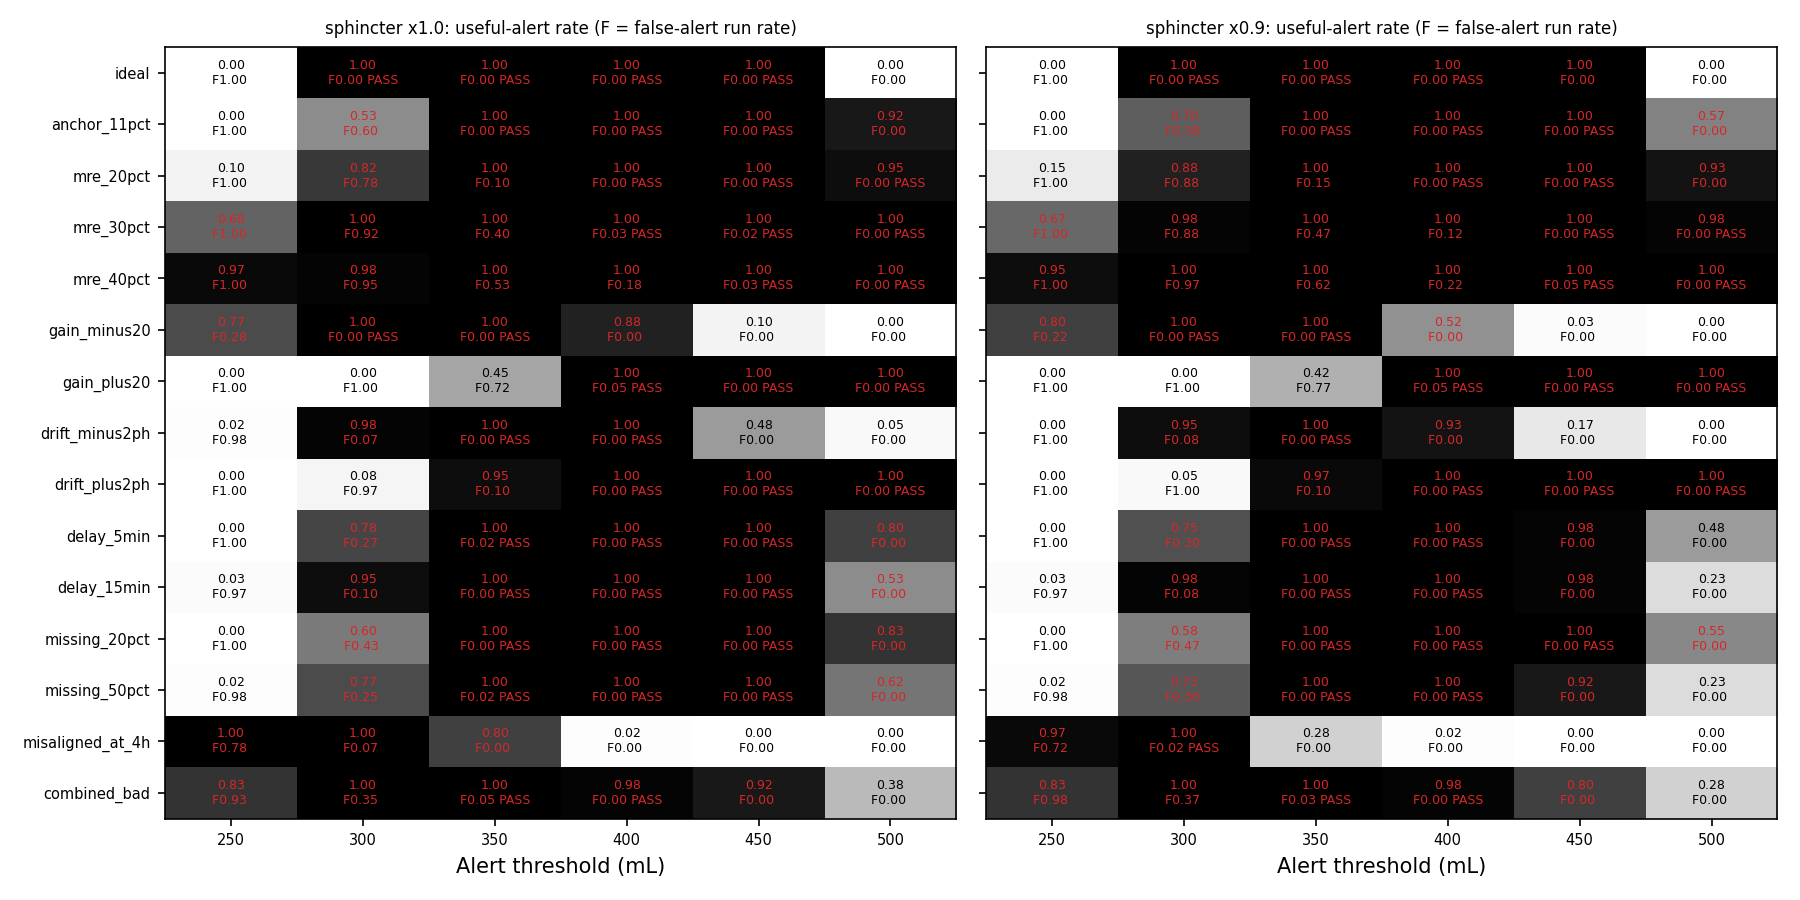 sphincter x1.0: useful-alert rate (F = false-alert run rate)
sphincter x0.9: useful-alert rate (F = false-alert run rate)
ideal
0.00 1.00 1.00 1.00 1.00 0.00
F1.00 F0.00 PASS F0.00 PASS F0.00 PASS F0.00 PASS F0.00
0.00 1.00 1.00 1.00 1.00 0.00
F1.00 F0.00 PASS F0.00 PASS F0.00 PASS F0.00 F0.00
anchor_11pct
0.00 0.53 1.00 1.00 1.00 0.92
F1.00 F0.60 F0.00 PASS F0.00 PASS F0.00 PASS F0.00
0.00 1.00 1.00 1.00 0.57
F1.00 F0.00 PASS F0.00 PASS F0.00 PASS F0.00
mre_20pct
0.10 0.82 1.00 1.00 1.00 0.95
F1.00 F0.78 F0.10 F0.00 PASS F0.00 PASS F0.00 PASS
0.15 0.88 1.00 1.00 1.00 0.93
F1.00 F0.88 F0.15 F0.00 PASS F0.00 PASS F0.00
mre_30pct
0.68 1.00 1.00 1.00 1.00 1.00
F1.00 F0.92 F0.40 F0.03 PASS F0.02 PASS F0.00 PASS
0.67 0.98 1.00 1.00 1.00 0.98
F1.00 F0.88 F0.47 F0.12 F0.00 PASS F0.00 PASS
mre_40pct
0.97 0.98 1.00 1.00 1.00 1.00
F1.00 F0.95 F0.53 F0.18 F0.03 PASS F0.00 PASS
0.95 1.00 1.00 1.00 1.00 1.00
F1.00 F0.97 F0.62 F0.22 F0.05 PASS F0.00 PASS
gain_minus20
0.77 1.00 1.00 0.88 0.10 0.00
F0.28 F0.00 PASS F0.00 PASS F0.00 F0.00 F0.00
0.80 1.00 1.00 0.52 0.03 0.00
F0.22 F0.00 PASS F0.00 PASS F0.00 F0.00 F0.00
gain_plus20
0.00 0.00 0.45 1.00 1.00 1.00
F1.00 F1.00 F0.72 F0.05 PASS F0.00 PASS F0.00 PASS
0.00 0.00 0.42 1.00 1.00 1.00
F1.00 F1.00 F0.77 F0.05 PASS F0.00 PASS F0.00 PASS
drift_minus2ph
0.02 0.98 1.00 1.00 0.48 0.05
F0.98 F0.07 F0.00 PASS F0.00 PASS F0.00 F0.00
0.00 0.95 1.00 0.93 0.17 0.00
F1.00 F0.08 F0.00 PASS F0.00 F0.00 F0.00
drift_plus2ph
0.00 0.08 0.95 1.00 1.00 1.00
F1.00 F0.97 F0.10 F0.00 PASS F0.00 PASS F0.00 PASS
0.00 0.05 0.97 1.00 1.00 1.00
F1.00 F1.00 F0.10 F0.00 PASS F0.00 PASS F0.00 PASS
delay_5min
0.00 0.78 1.00 1.00 1.00 0.80
F1.00 F0.27 F0.02 PASS F0.00 PASS F0.00 PASS F0.00
0.00 0.75 1.00 1.00 0.98 0.48
F1.00 F0.30 F0.00 PASS F0.00 PASS F0.00 F0.00
delay_15min
0.03 0.95 1.00 1.00 1.00 0.53
F0.97 F0.10 F0.00 PASS F0.00 PASS F0.00 PASS F0.00
0.03 0.98 1.00 1.00 0.98 0.23
F0.97 F0.08 F0.00 PASS F0.00 PASS F0.00 F0.00
missing_20pct
0.00 0.60 1.00 1.00 1.00 0.83
F1.00 F0.43 F0.00 PASS F0.00 PASS F0.00 PASS F0.00
0.00 0.58 1.00 1.00 1.00 0.55
F1.00 F0.47 F0.00 PASS F0.00 PASS F0.00 PASS F0.00
missing_50pct
0.02 0.77 1.00 1.00 1.00 0.62
F0.98 F0.25 F0.02 PASS F0.00 PASS F0.00 PASS F0.00
0.02 0.73 1.00 1.00 0.92 0.23
F0.98 F0.00 PASS F0.00 PASS F0.00 F0.00
misaligned_at_4h
1.00 1.00 0.80 0.02 0.00 0.00
F0.78 F0.07 F0.00 F0.00 F0.00 F0.00
0.97 1.00 0.28 0.02 0.00 0.00
F0.72 F0.02 PASS F0.00 F0.00 F0.00 F0.00
combined_bad
0.83 1.00 1.00 0.98 0.92 0.38
F0.93 F0.35 F0.05 PASS F0.00 PASS F0.00 F0.00
0.83 1.00 1.00 0.98 0.80 0.28
F0.98 F0.37 F0.03 PASS F0.00 PASS F0.00 F0.00
250 300 350 400 450 500
250 300 350 400 450 500
Alert threshold (mL)
Alert threshold (mL)